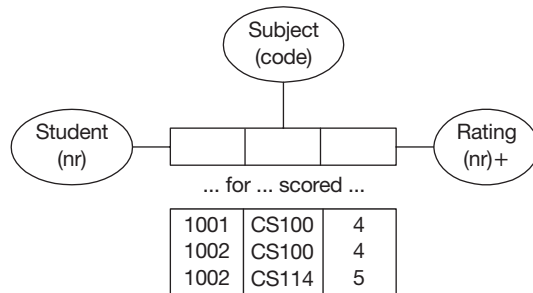 Subject
(code)
Student
(nr)
Rating
(nr)+
... for ... scored ...
1001 CS100 4
1002 CS100 4
1002 CS114 5